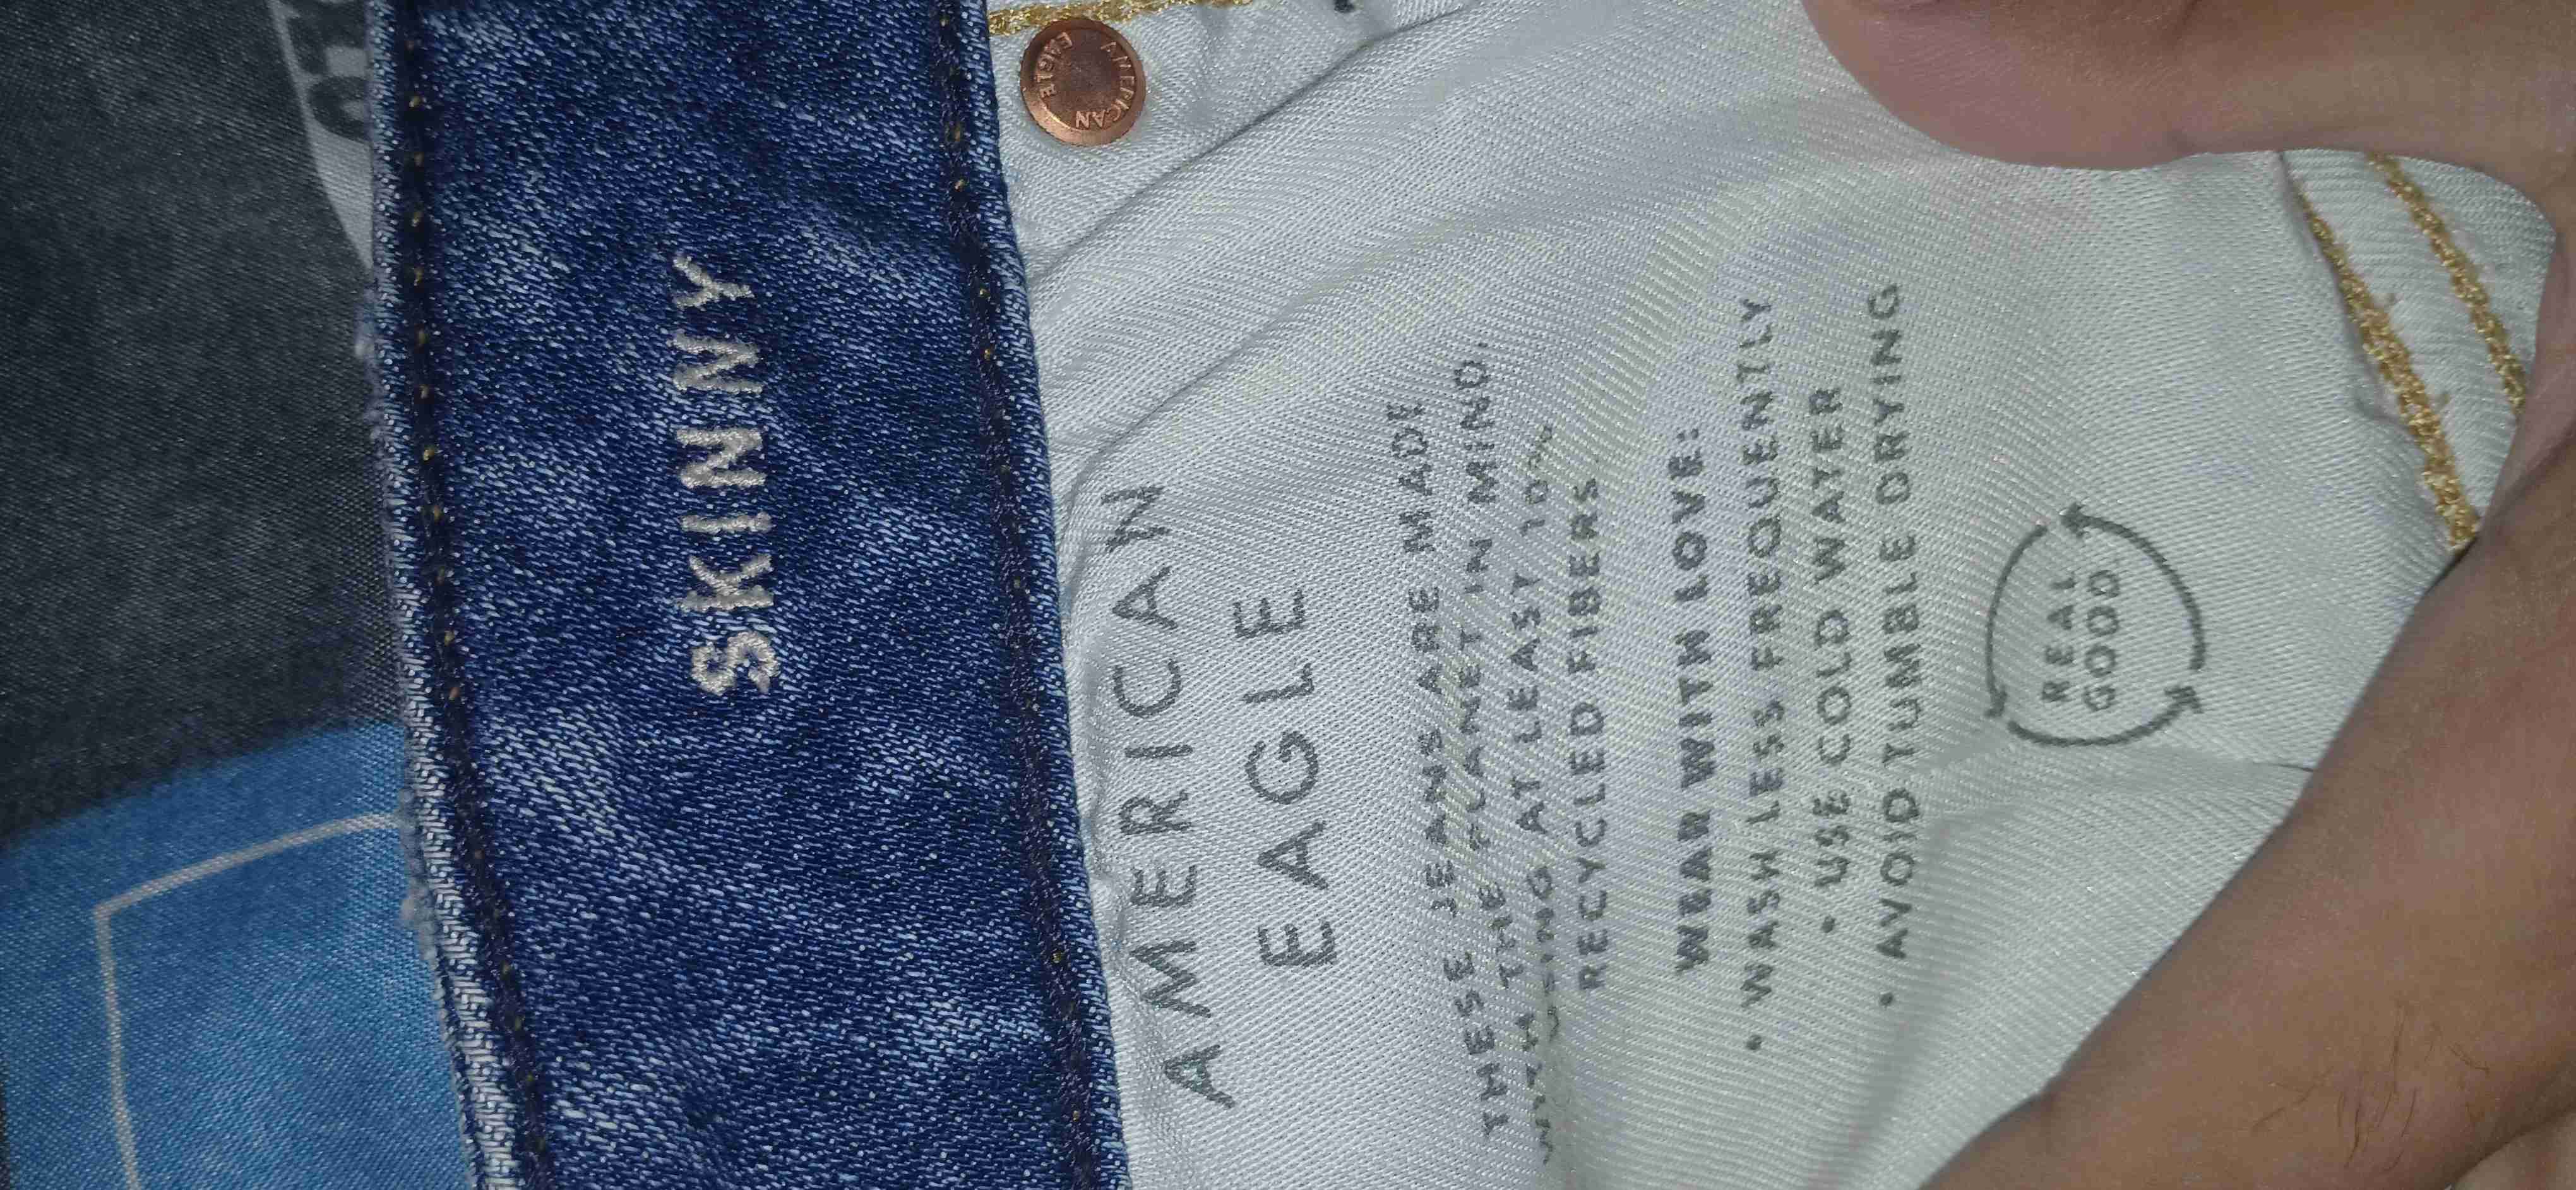 SKINNY
AMERICAN EAGLE
AMERICAN
EAGLE
THESE JEANS ARE MADE
WITH THE PLANET IN MIND,
USING AT LEAST
RECYCLED FIBERS
WEAR WITH LOVE:
• WASH LESS FREQUENTLY
• USE COLD WATER
• AVOID TUMBLE DRYING
REAL
GOOD.